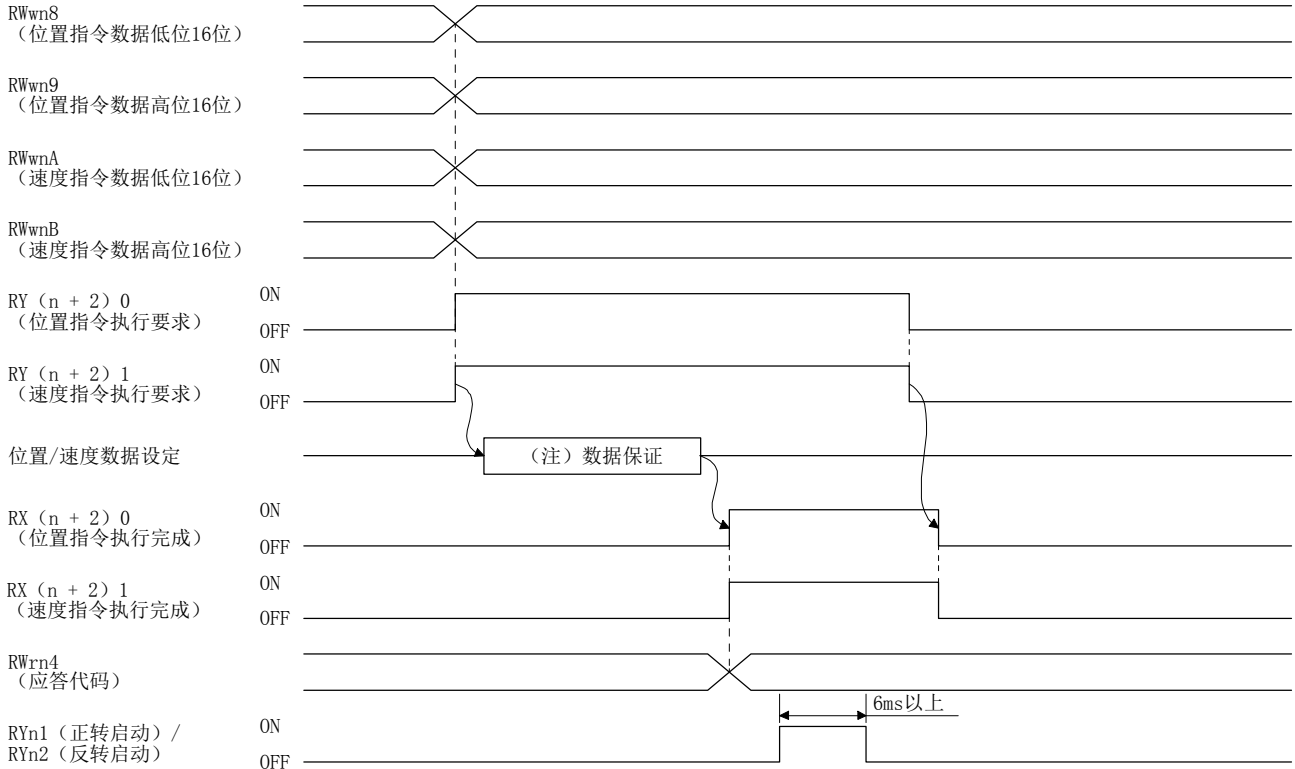 RWwn8
（位置指令数据低位16位）
RWwn9
（位置指令数据高位16位）
RWwnA
（速度指令数据低位16位）
RWwnB
（速度指令数据高位16位）
RY（n + 2）0
（位置指令执行要求）
ON
OFF
RY（n + 2）1
（速度指令执行要求）
ON
OFF
位置/速度数据设定
（注）数据保证
RX（n + 2）0
（位置指令执行完成）
ON
OFF
RX（n + 2）1
（速度指令执行完成）
ON
OFF
RWrn4
（应答代码）
6ms以上
RYn1（正转启动）/
RYn2（反转启动）
ON
OFF